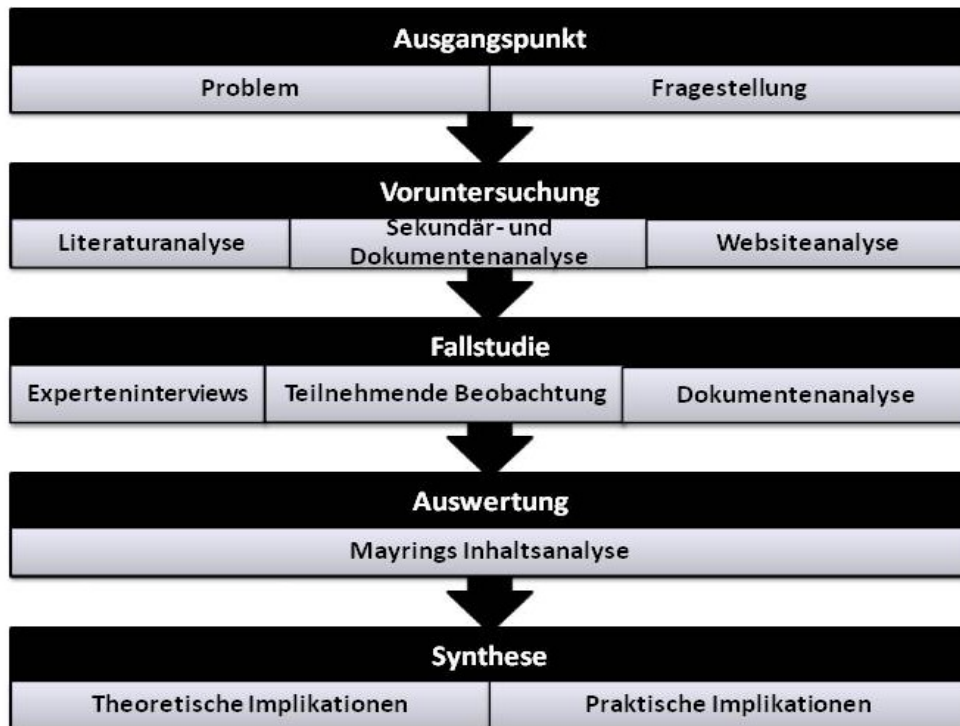 Ausgangspunkt
Problem
Fragestellung
Voruntersuchung
Literaturanalyse
Sekundär- und
Dokumentenanalyse
Websiteanalyse
Fallstudie
Experteninterviews
Teilnehmende Beobachtung
Dokumentenanalyse
Auswertung
Mayrings Inhaltsanalyse
Synthese
Theoretische Implikationen
Praktische Implikationen